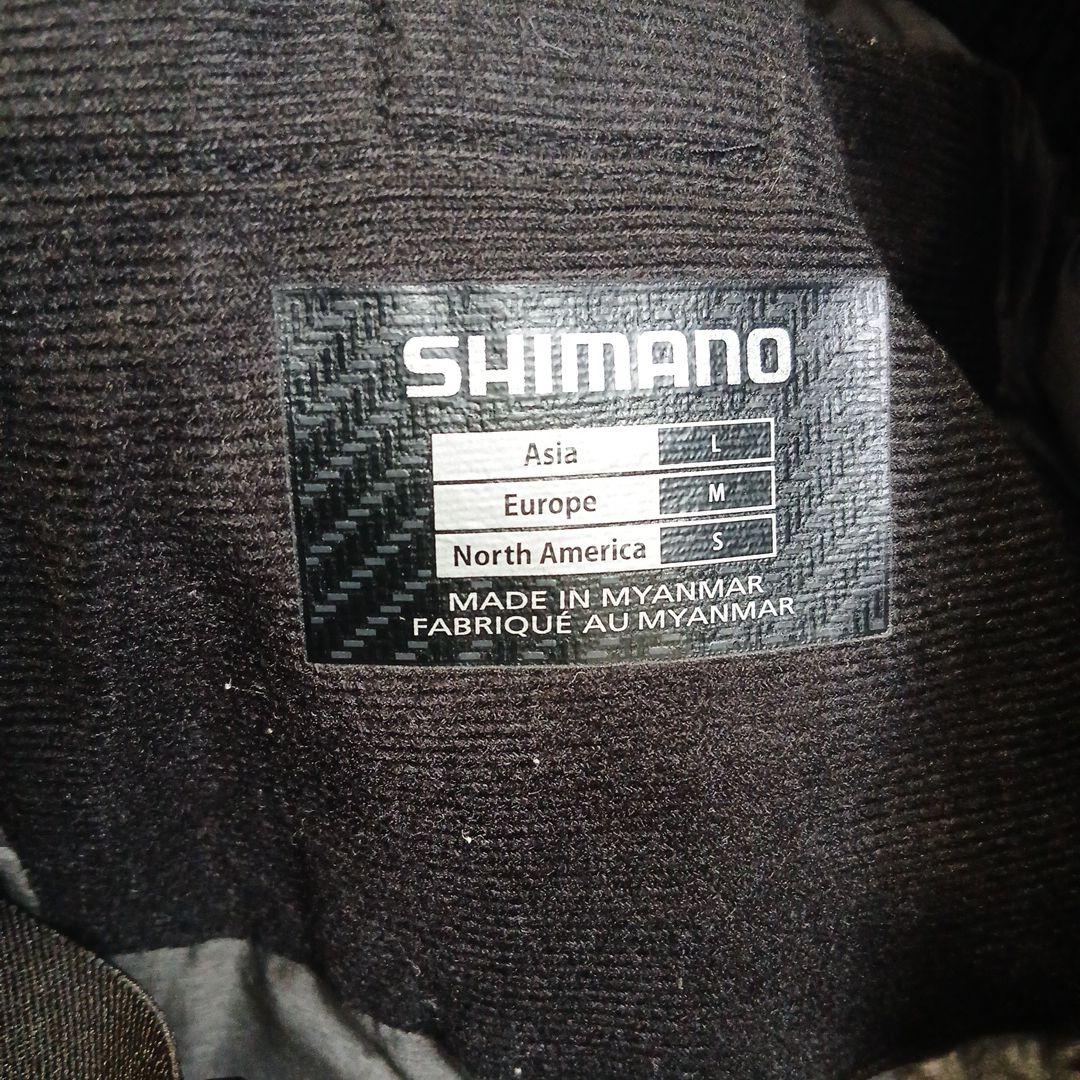 SHIMANO
Asia L
Europe M
North America S
MADE IN MYANMAR
FABRIQUÉ AU MYANMAR